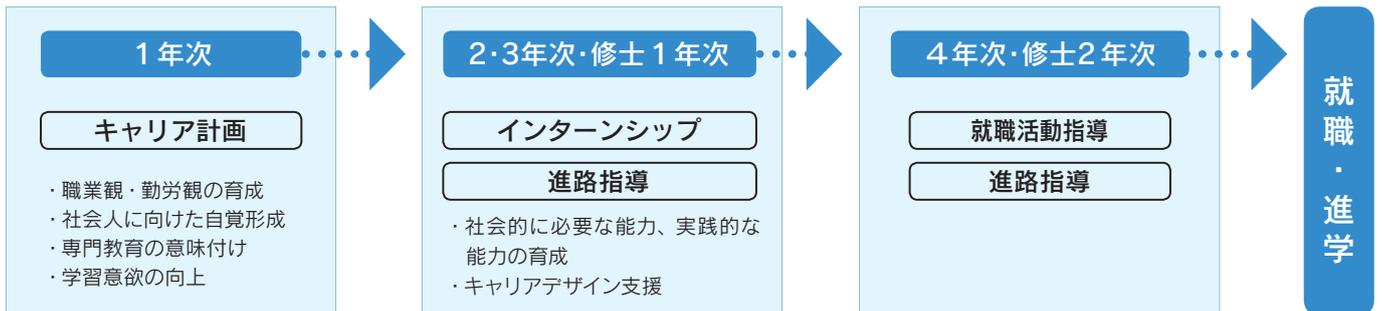 1年次
キャリア計画
・職業観・勤労観の育成
・社会人に向けた自覚形成
・専門教育の意味付け
・学習意欲の向上
2・3年次・修士1年次
インターンシップ
進路指導
・社会的に必要な能力、実践的な
能力の育成
・キャリアデザイン支援
4年次・修士2年次
就職活動指導
進路指導
就職・進学